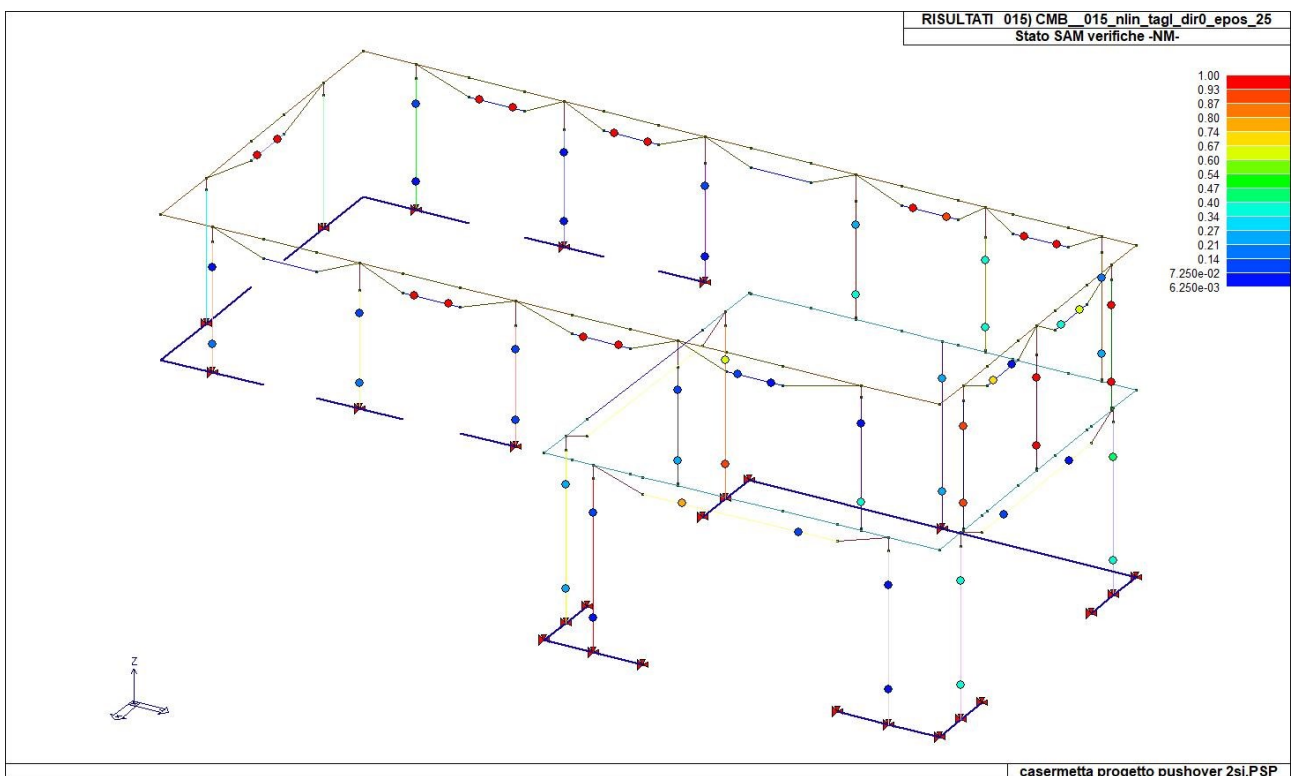 RISULTATI 015) CMB__015_nlin_tagl_dir0_epos_25
Stato SAM verifiche -NM-
1.00
0.93
0.87
0.80
0.74
0.67
0.60
0.54
0.47
0.40
0.34
0.27
0.21
0.14
7.250e-02
6.250e-03
Z
casermetta progetto pushover 2si.PSP